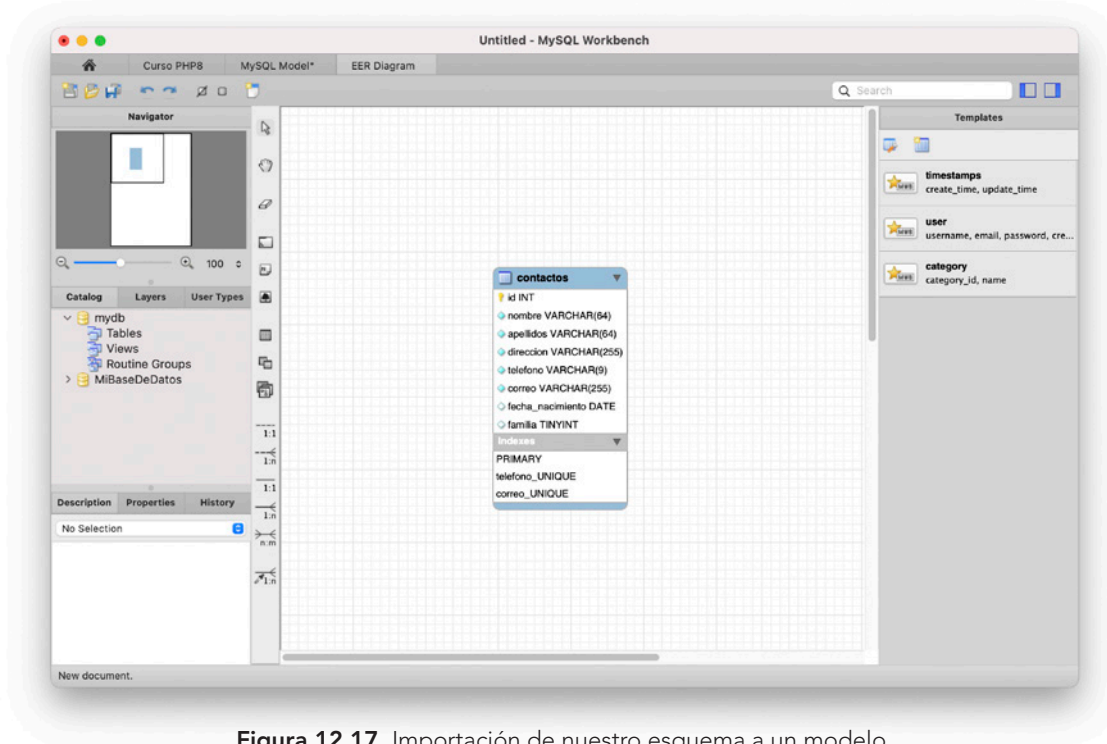 Untitled - MySQL Workbench
Curso PHP8
MySQL Model*
EER Diagram
Search
Navigator
100
Catalog
Layers
User Types
mydb
Tables
Views
Routine Groups
MiBaseDeDatos
Description
Properties
History
No Selection
1:1
1:n
1:1
1:n
n:m
1:n
contactos
id INT
nombre VARCHAR(64)
apellidos VARCHAR(64)
direccion VARCHAR(255)
telefono VARCHAR(9)
correo VARCHAR(255)
fecha_nacimiento DATE
familia TINYINT
Indexes
PRIMARY
telefono_UNIQUE
correo_UNIQUE
Templates
timestamps
create_time, update_time
user
username, email, password, cre...
category
category_id, name
New document.
Figura 12.17. Importación de nuestro esquema a un modelo